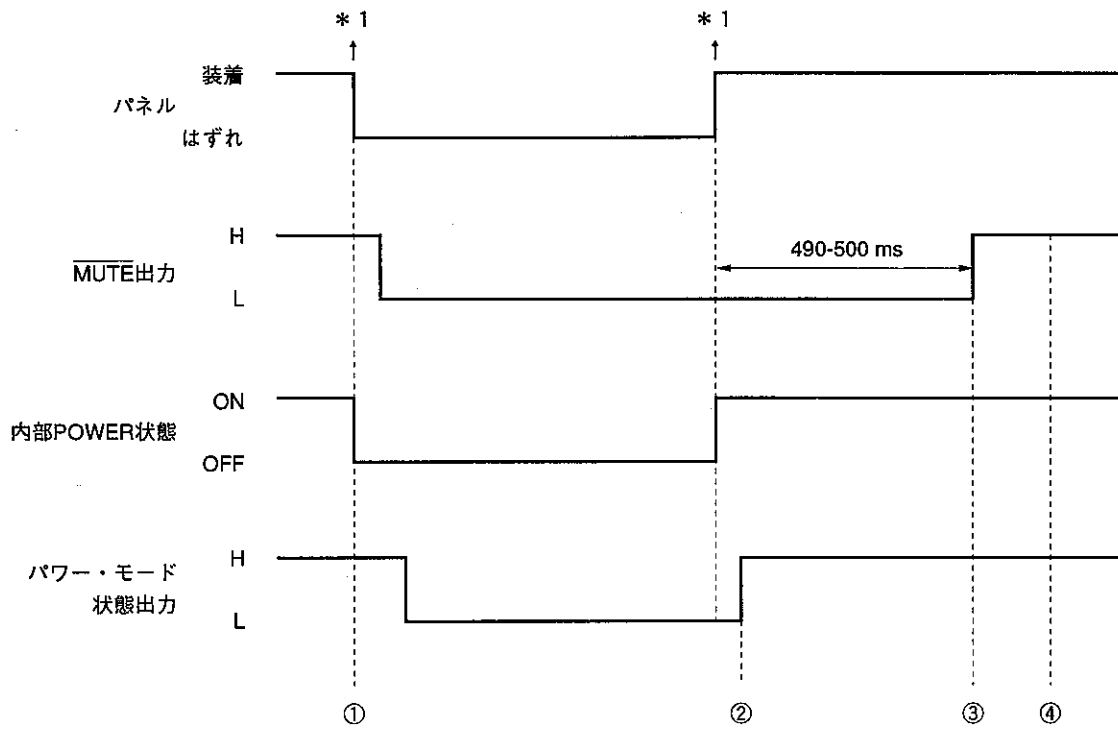 *1 *1
装着
パネル
はずれ
H
MUTE出力
490-500 ms
L
ON
内部POWER状態
OFF
H
パワー・モード
状態出力
L
① ② ③ ④